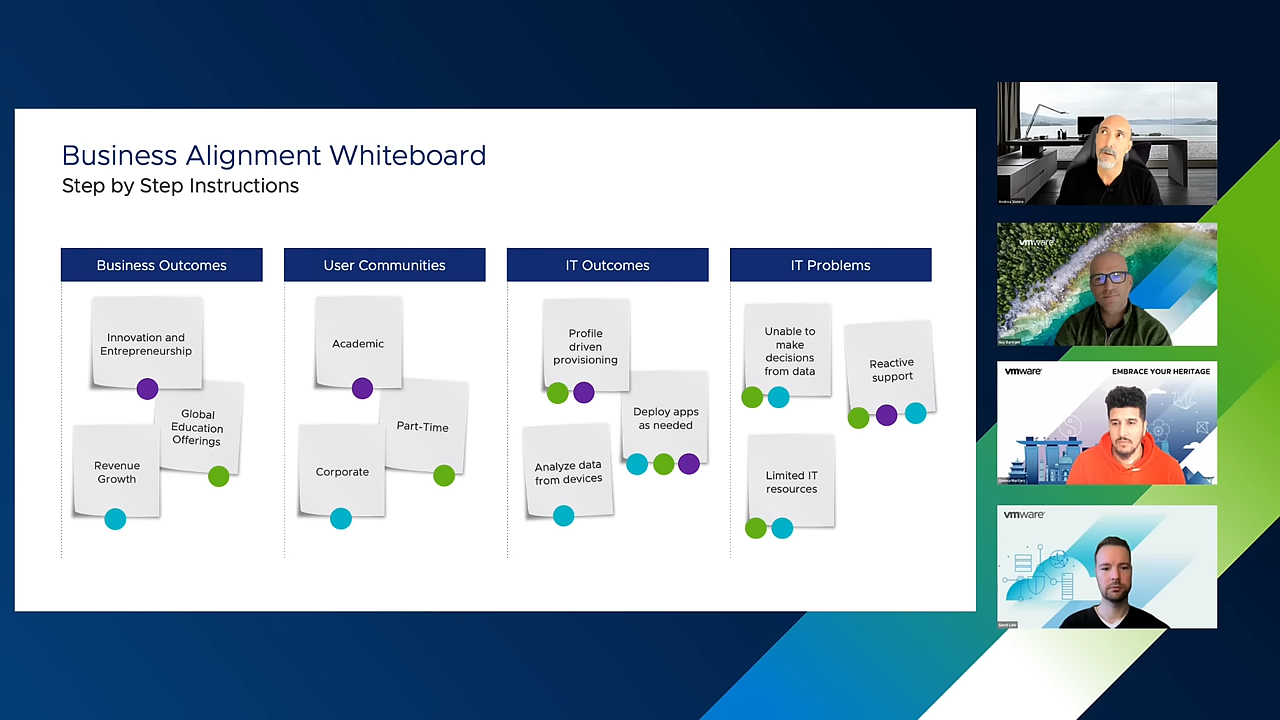 Business Alignment Whiteboard
Step by Step Instructions
Business Outcomes
Innovation and
Entrepreneurship
Global
Education
Offerings
Revenue
Growth
User Communities
Academic
Part-Time
Corporate
IT Outcomes
Profile
driven
provisioning
Deploy apps
as needed
Analyze data
from devices
IT Problems
Unable to
make
decisions
from data
Reactive
support
Limited IT
resources
vmware
vmware
EMBRACE YOUR HERITAGE
vmware